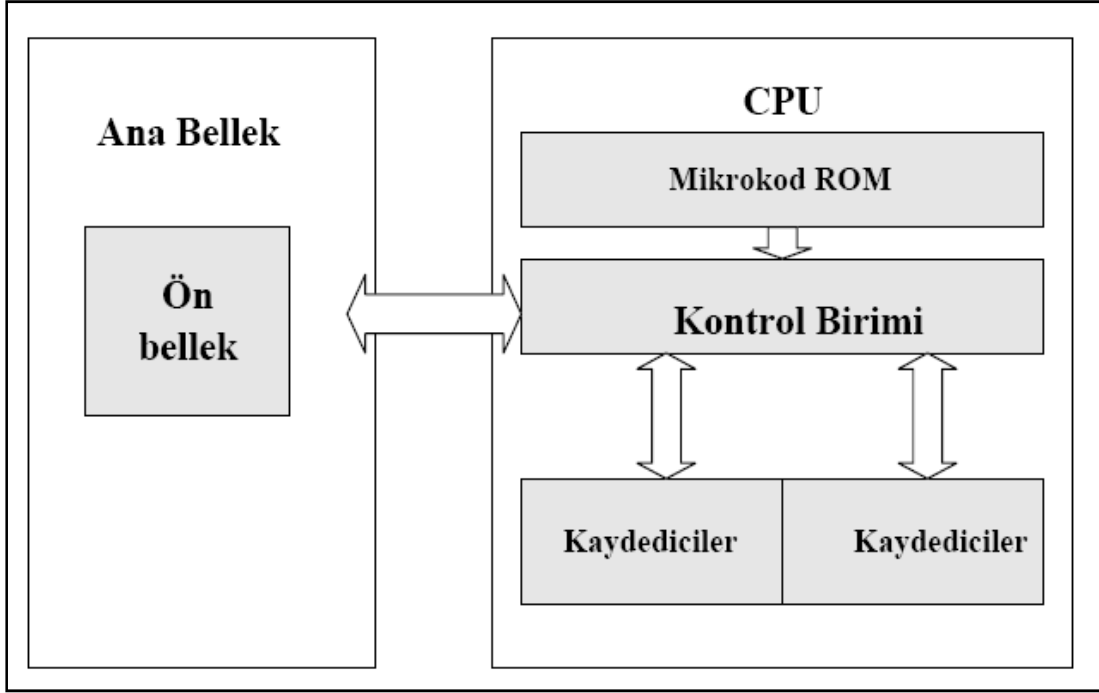 Ana Bellek
Ön
bellek
CPU
Mikrokod ROM
Kontrol Birimi
Kaydediciler
Kaydediciler